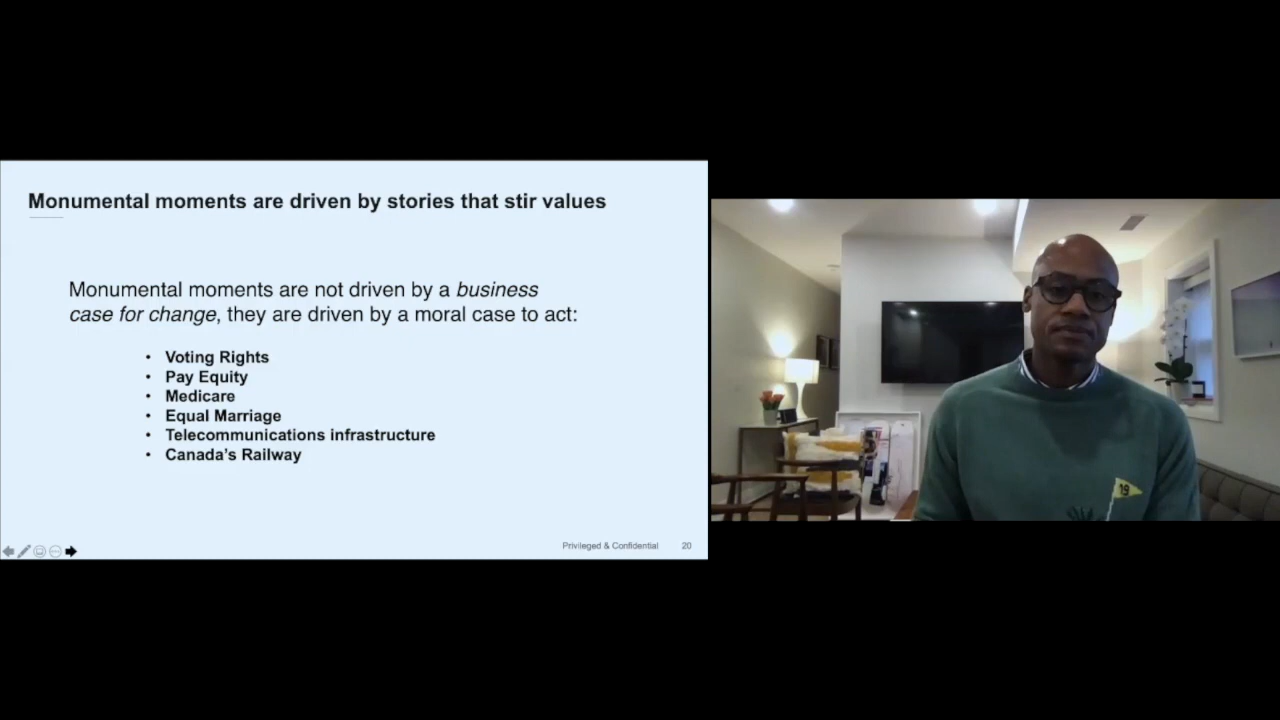 Monumental moments are driven by stories that stir values
Monumental moments are not driven by a business
case for change, they are driven by a moral case to act:
• Voting Rights
• Pay Equity
• Medicare
• Equal Marriage
• Telecommunications infrastructure
• Canada's Railway
Privileged & Confidential 20
19